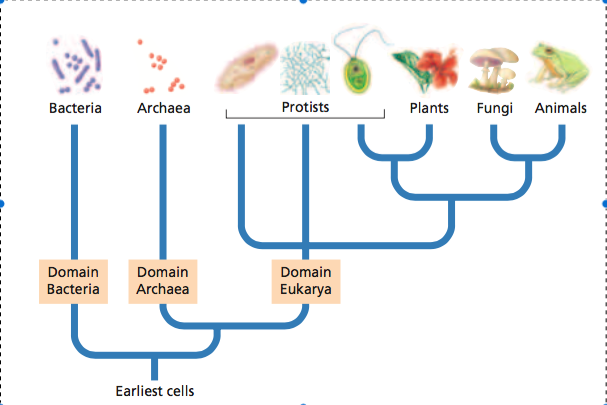 Bacteria
Archaea
Protists
Plants
Fungi
Animals
Domain
Bacteria
Domain
Archaea
Domain
Eukarya
Earliest cells